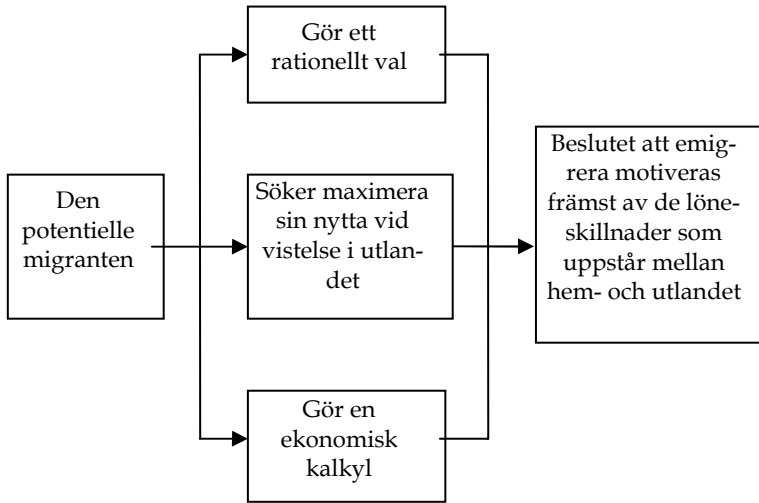 Den
potentielle
migranten
Gör ett
rationellt val
Söker maximera
sin nytta vid
vistelse i utlan-
det
Gör en
ekonomisk
kalkyl
Beslutet att emig-
rera motiveras
främst av de löne-
skillnader som
uppstår mellan
hem- och utlandet